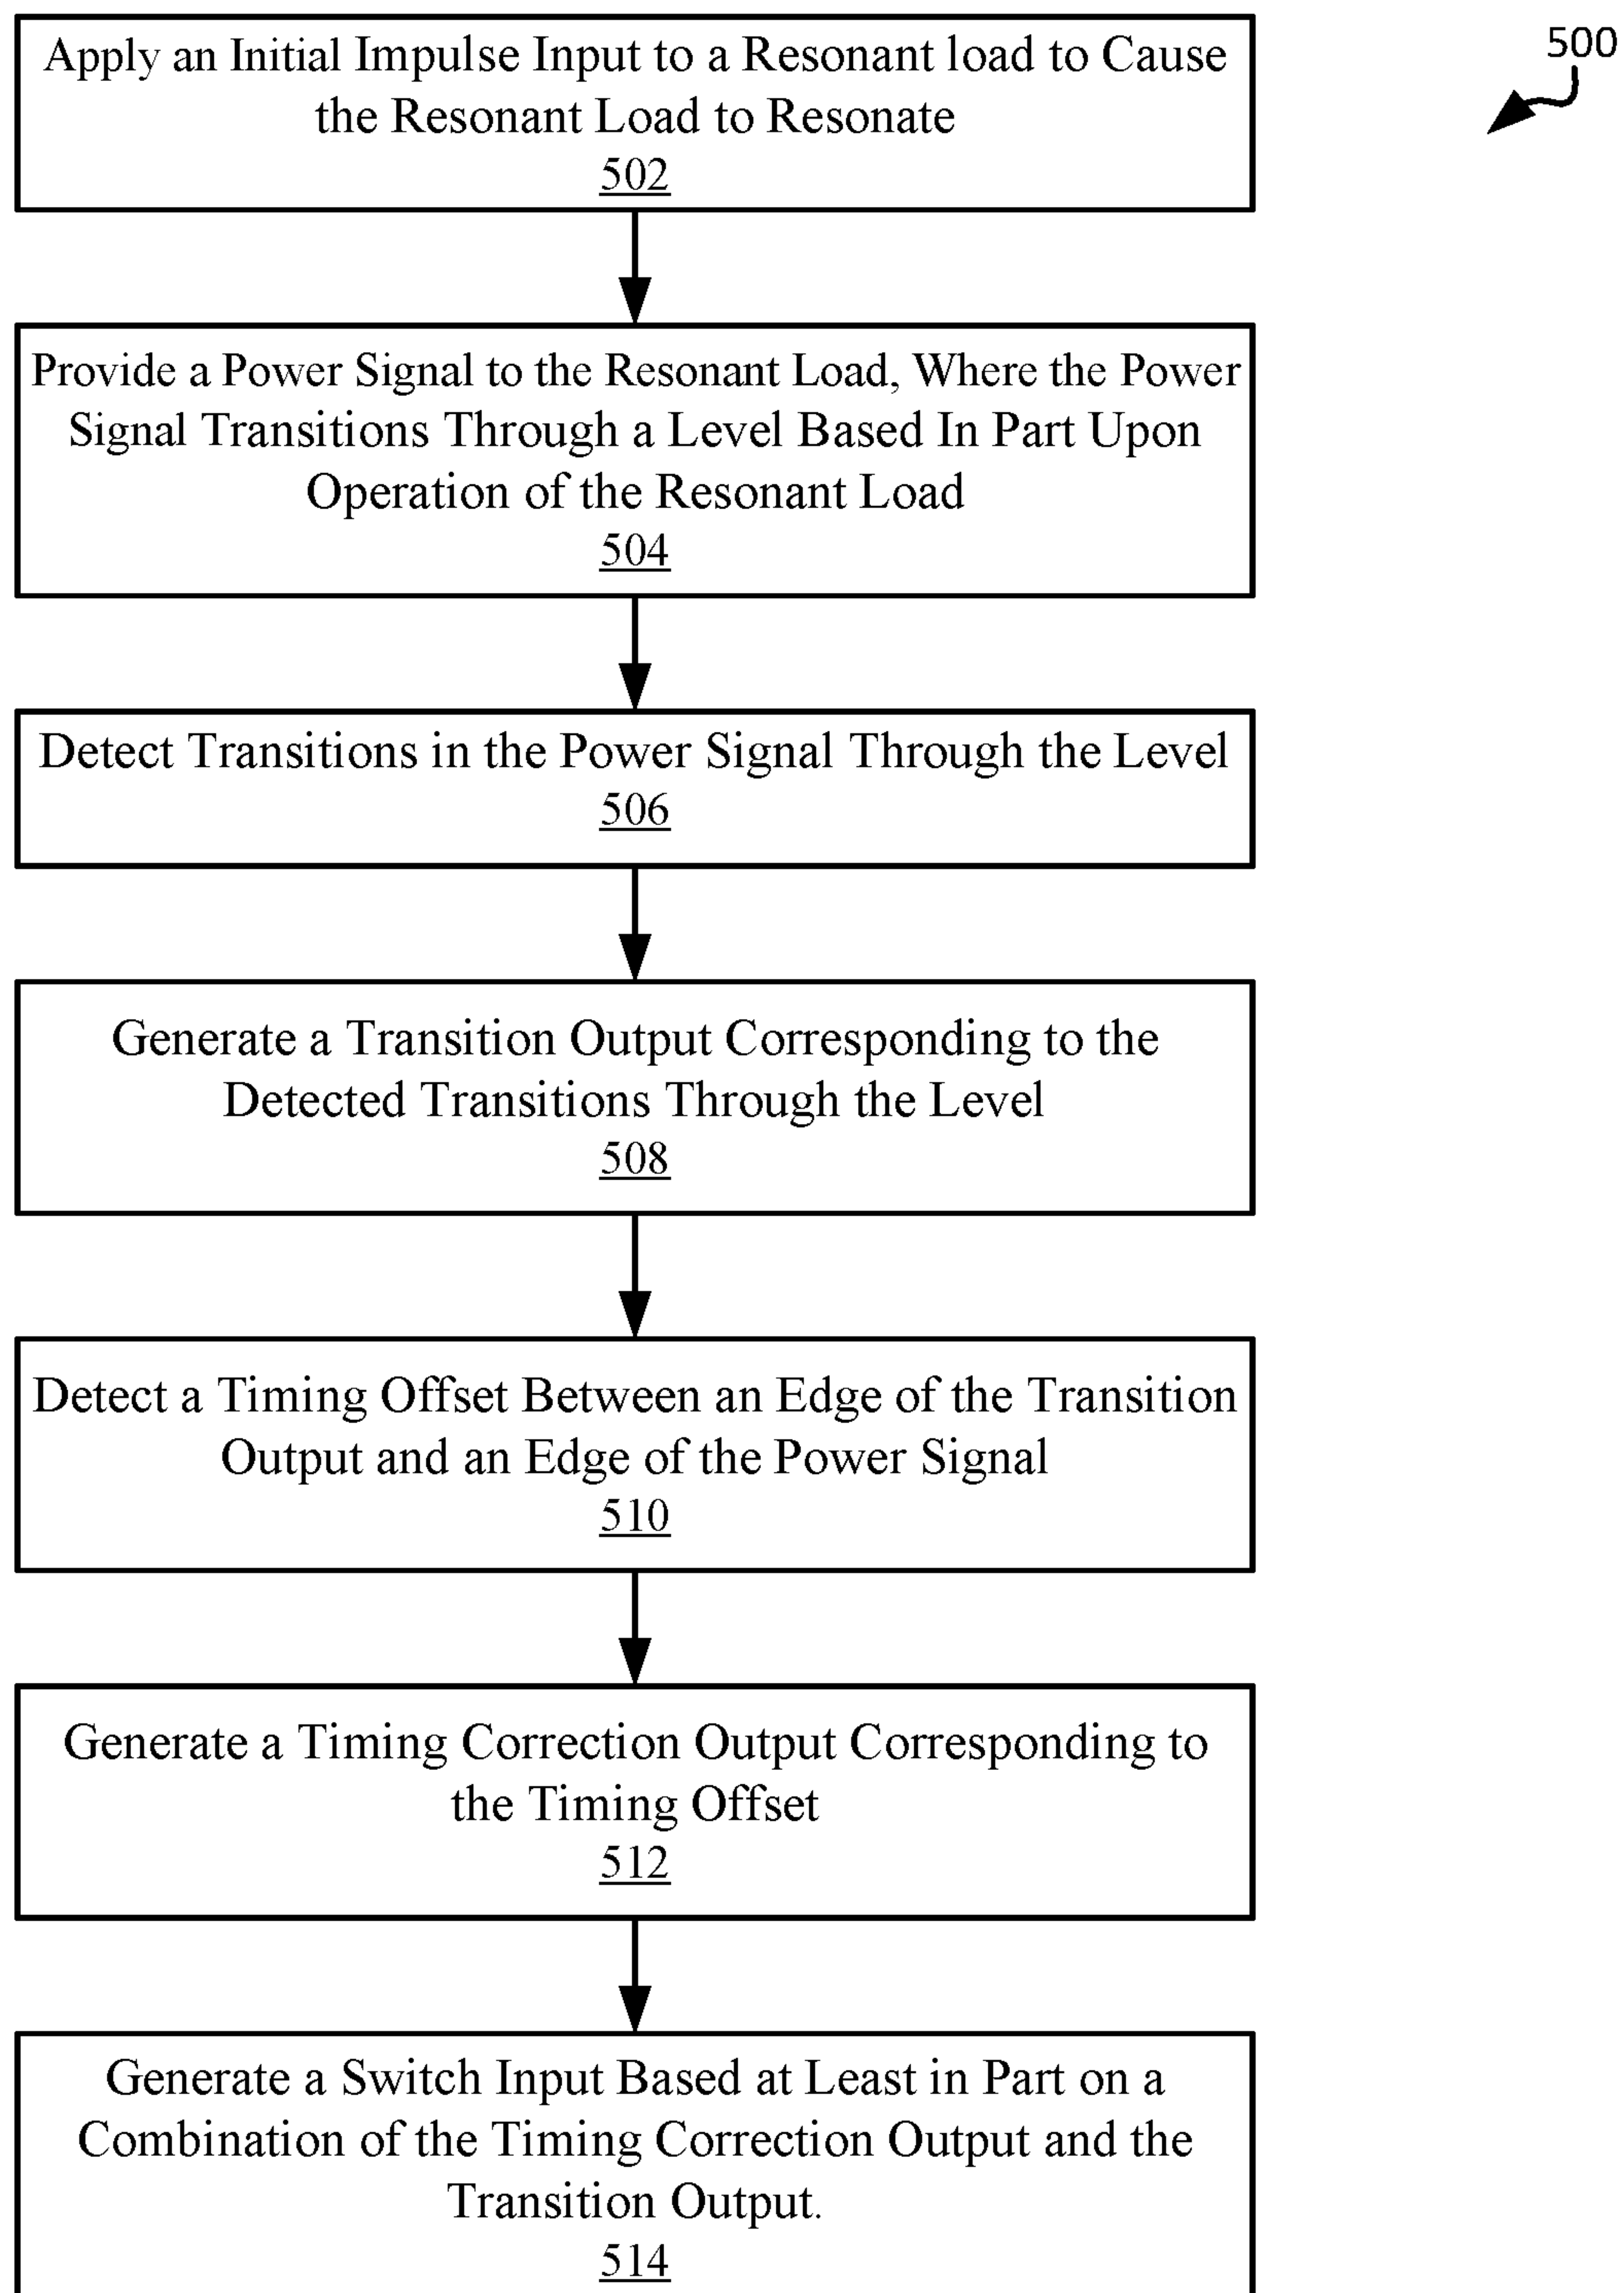 500
Apply an Initial Impulse Input to a Resonant load to Cause
the Resonant Load to Resonate
502
Provide a Power Signal to the Resonant Load, Where the Power
Signal Transitions Through a Level Based In Part Upon
Operation of the Resonant Load
504
Detect Transitions in the Power Signal Through the Level
506
Generate a Transition Output Corresponding to the
Detected Transitions Through the Level
508
Detect a Timing Offset Between an Edge of the Transition
Output and an Edge of the Power Signal
510
Generate a Timing Correction Output Corresponding to
the Timing Offset
512
Generate a Switch Input Based at Least in Part on a
Combination of the Timing Correction Output and the
Transition Output.
514